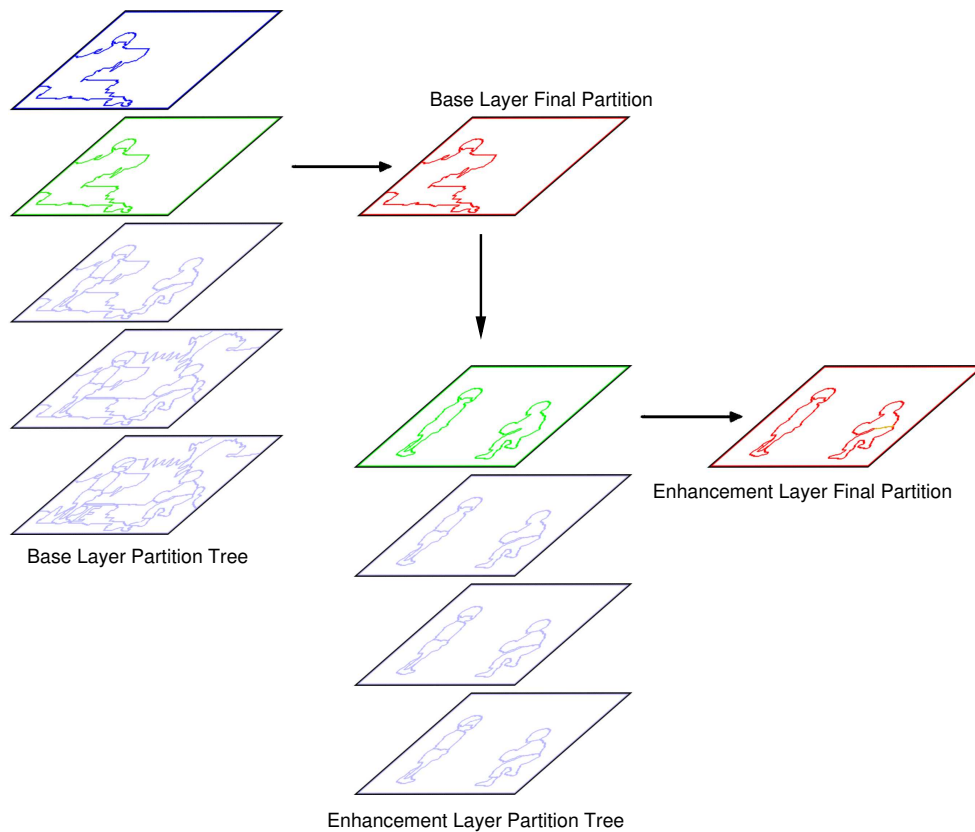 Base Layer Final Partition
Enhancement Layer Final Partition
Base Layer Partition Tree
Enhancement Layer Partition Tree